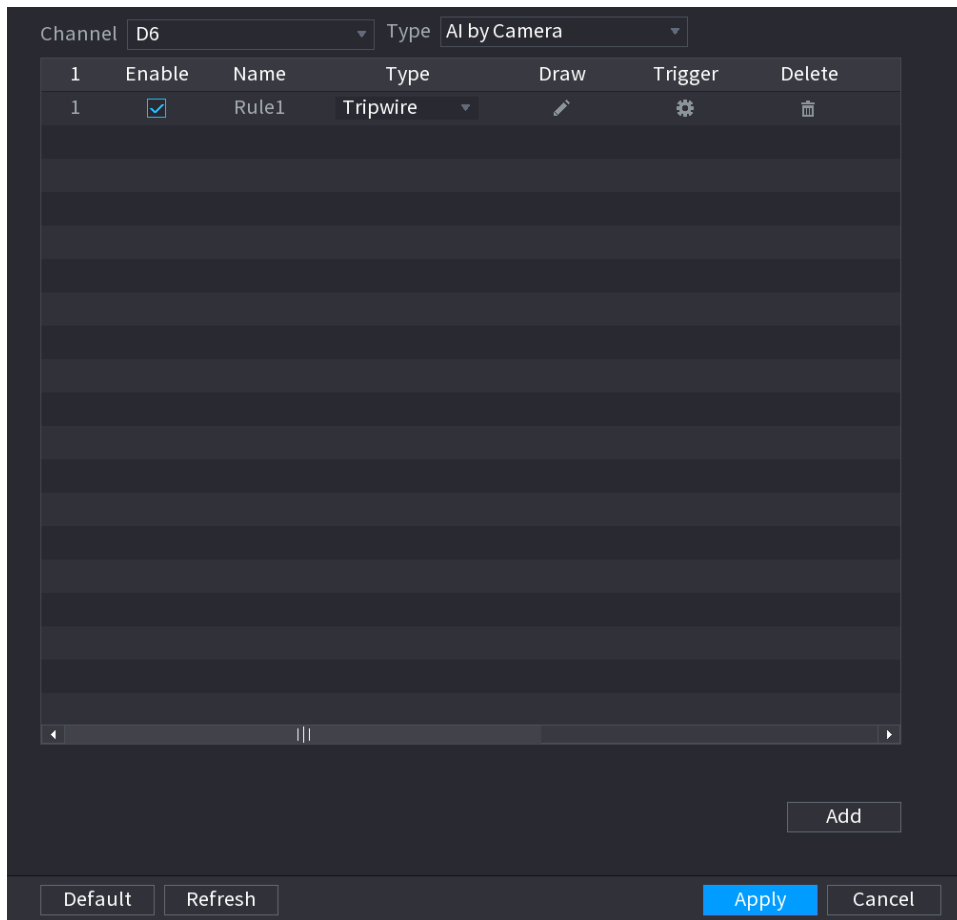 Channel D6 Type AI by Camera
1 Enable Name Type Draw Trigger Delete
1 Rule1 Tripwire
Add
Default Refresh Apply Cancel